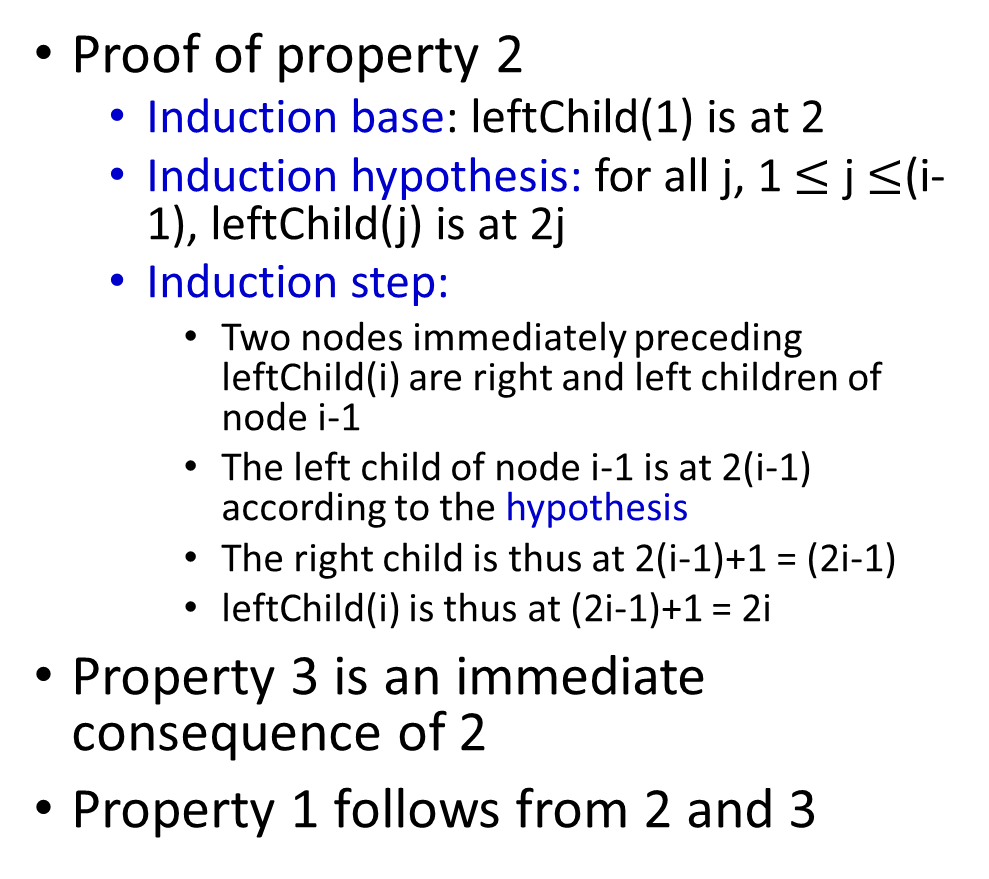 • Proof of property 2
• Induction base: leftChild(1) is at 2
• Induction hypothesis: for all j, 1 ≤ j ≤(i-
1), leftChild(j) is at 2j
• Induction step:
• Two nodes immediately preceding
leftChild(i) are right and left children of
node i-1
• The left child of node i-1 is at 2(i-1)
according to the hypothesis
• The right child is thus at 2(i-1)+1 = (2i-1)
• leftChild(i) is thus at (2i-1)+1 = 2i
• Property 3 is an immediate
consequence of 2
• Property 1 follows from 2 and 3